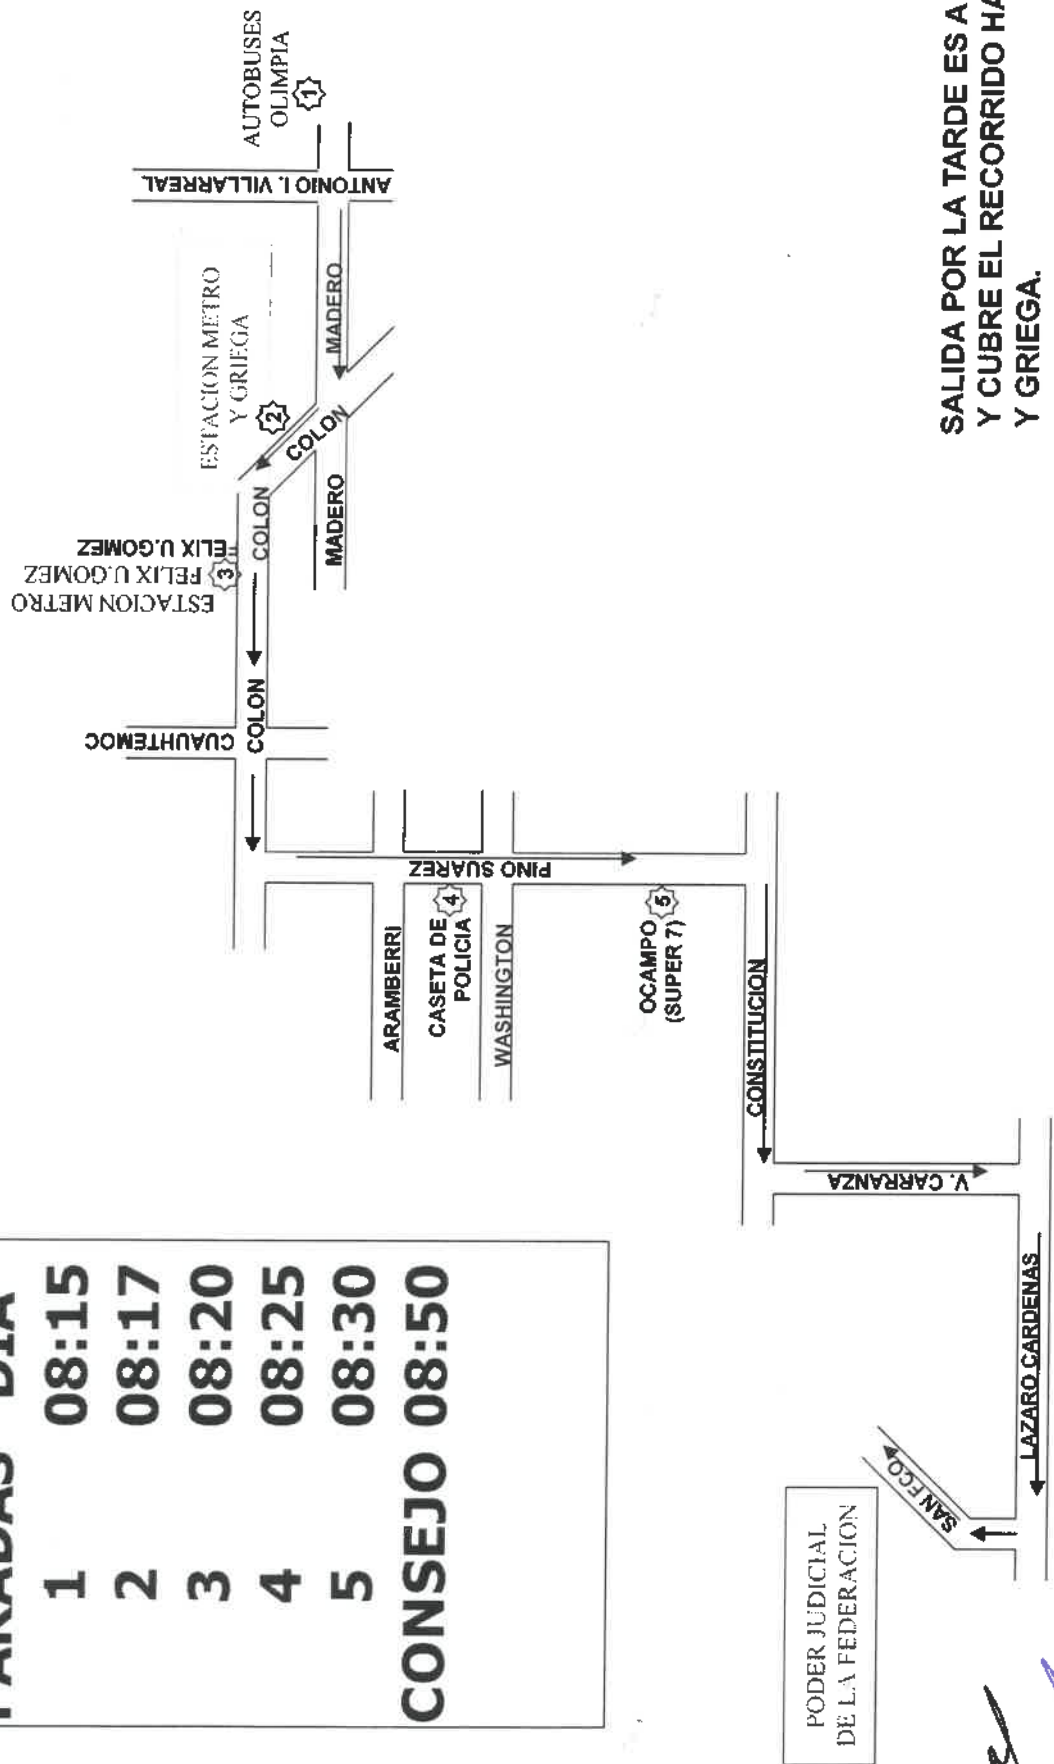 PARADAS DIA
1 08:15
2 08:17
3 08:20
4 08:25
5 08:30
CONSEJO 08:50
AUTOBUSES
OLIMPIA
1
ANTONIO I. VILLARREAL
MADERO
ESTACION METRO
Y GRIEGA
2
COLON
MADERO
ESTACION METRO
FELIX U.GOMEZ
FELIX U.GOMEZ
3
COLON
COLON
CUAUHTEMOC
PINO SUAREZ
ARAMBERRI
CASETA DE
POLICIA
4
WASHINGTON
OCAMPO
(SUPER 7)
5
CONSTITUCION
V. CARRANZA
LAZARO CARDENAS
SAN FCO.
PODER JUDICIAL
DE LA FEDERACION
SALIDA POR LA TARDE ES A
Y CUBRE EL RECORRIDO
Y GRIEGA.